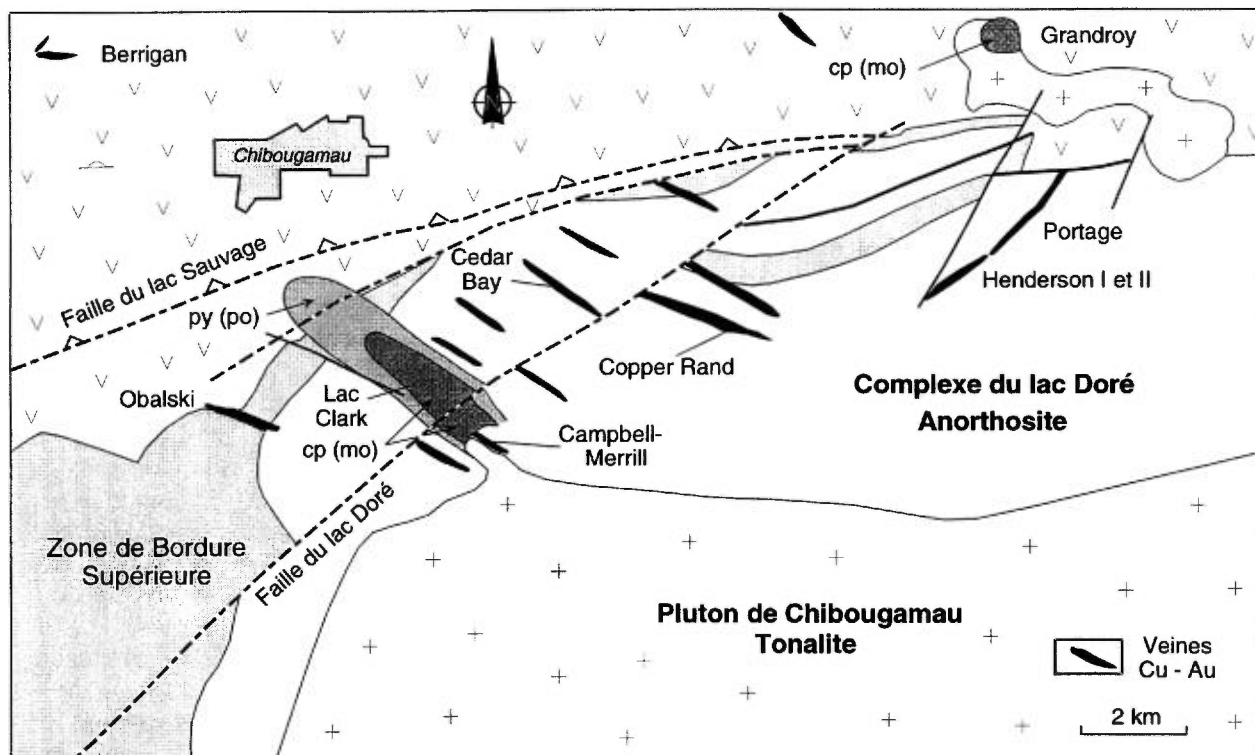 Berrigan
Grandroy
cp (mo)
Chibougamau
Faille du lac Sauvage
Cedar
Bay
Portage
Henderson I et II
py (po)
Copper Rand
Complexe du lac Doré
Anorthosite
Obalski
Lac
Clark
cp (mo)
Campbell-
Merrill
Faille du lac Doré
Zone de Bordure
Supérieure
Pluton de Chibougamau
Tonalite
Veines
Cu - Au
2 km